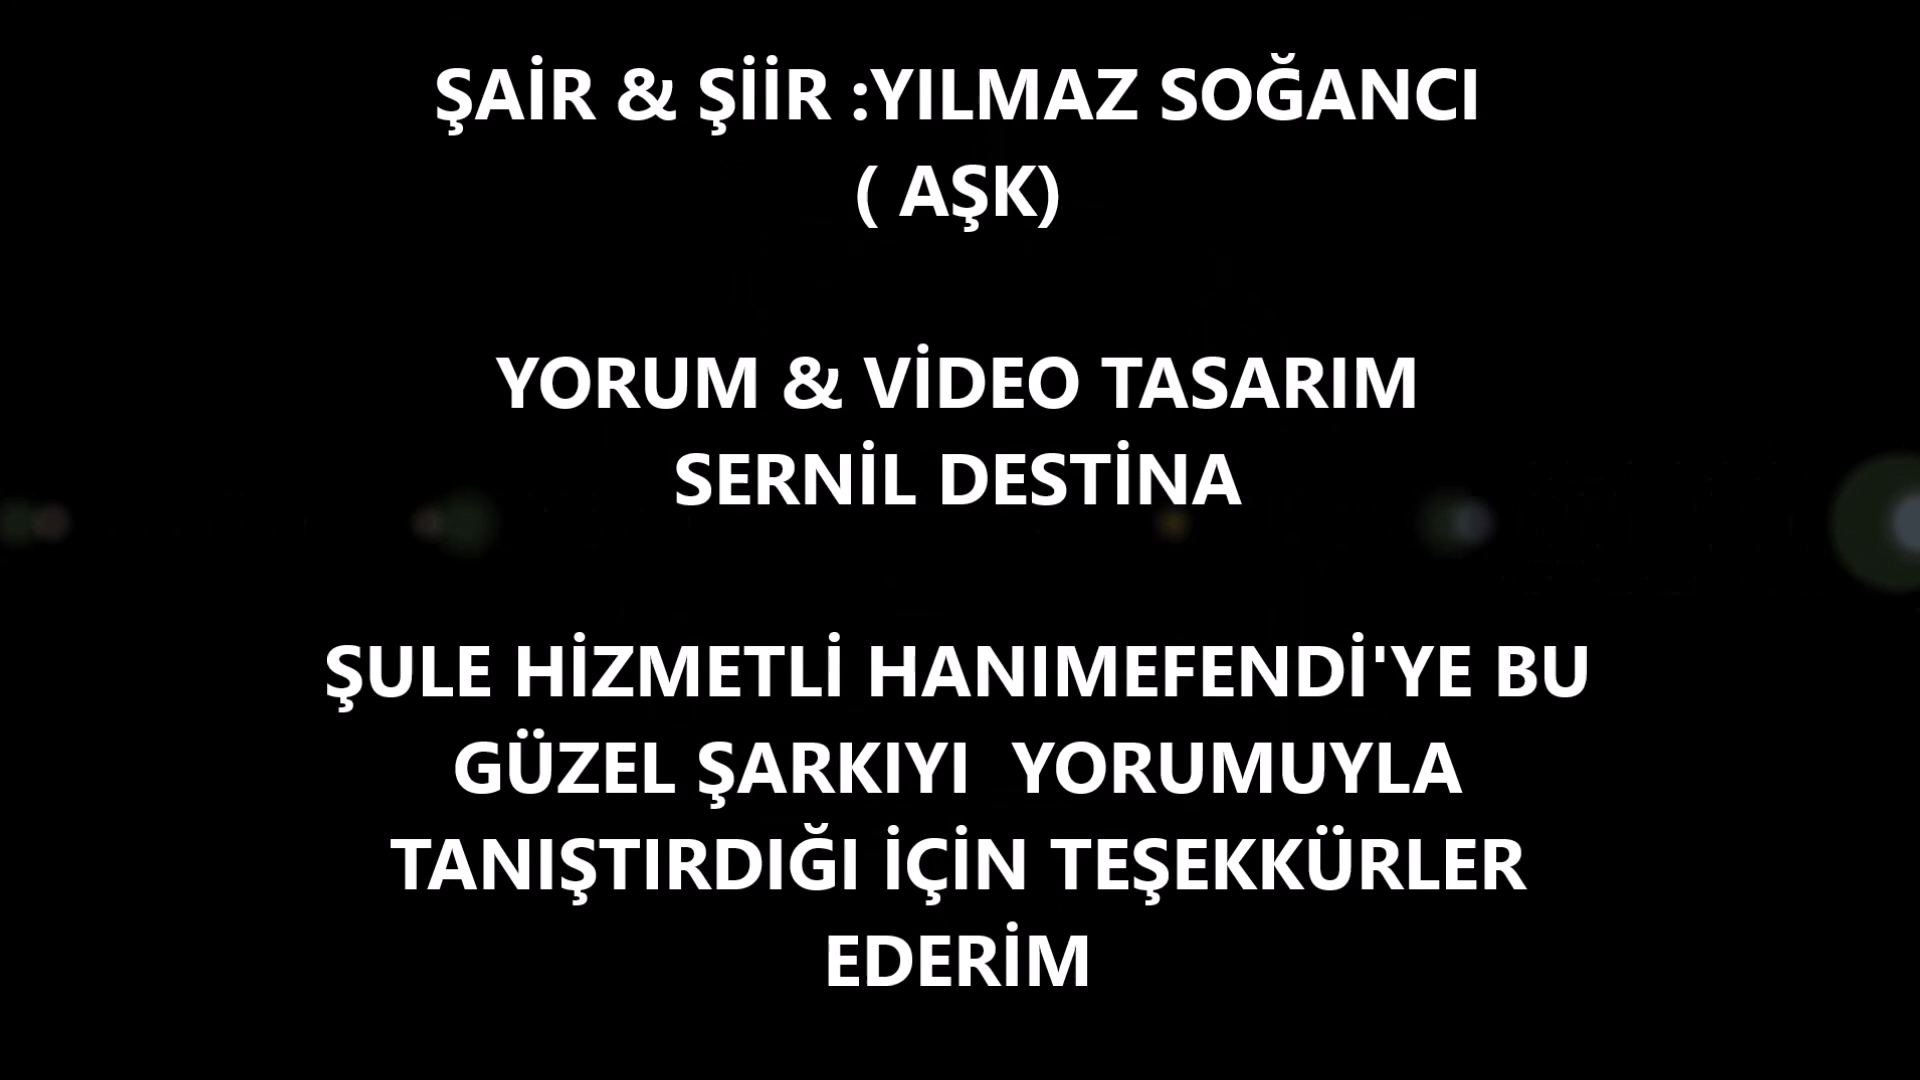 ŞAİR & ŞİİR :YILMAZ SOĞANCI
( AŞK)
YORUM & VİDEO TASARIM
SERNİL DESTİNA
ŞULE HİZMETLİ HANIMEFENDİ'YE BU
GÜZEL ŞARKIYI  YORUMUYLA
TANIŞTIRDIĞI İÇİN TEŞEKKÜRLER
EDERİM